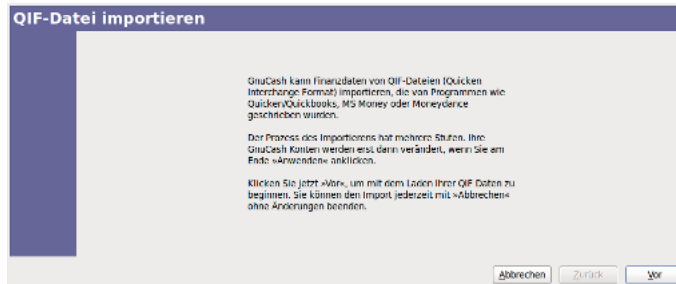 QIF-Datei importieren
GnuCash kann Finanzdaten von QIF-Dateien (Quicken
Interchange Format) importieren, die von Programmen wie
Quicken/Quickbooks, MS Money oder Moneydance
geschrieben wurden.
Der Prozess des Importierens hat mehrere Stufen. Ihre
GnuCash Konten werden erst dann verändert, wenn Sie am
Ende »Anwenden« anklicken.
Klicken Sie jetzt »Vor«, um mit dem Laden Ihrer QIF Daten zu
beginnen. Sie können den Import jederzeit mit »Abbrechen«
ohne Änderungen beenden.
Abbrechen Zurück Vor